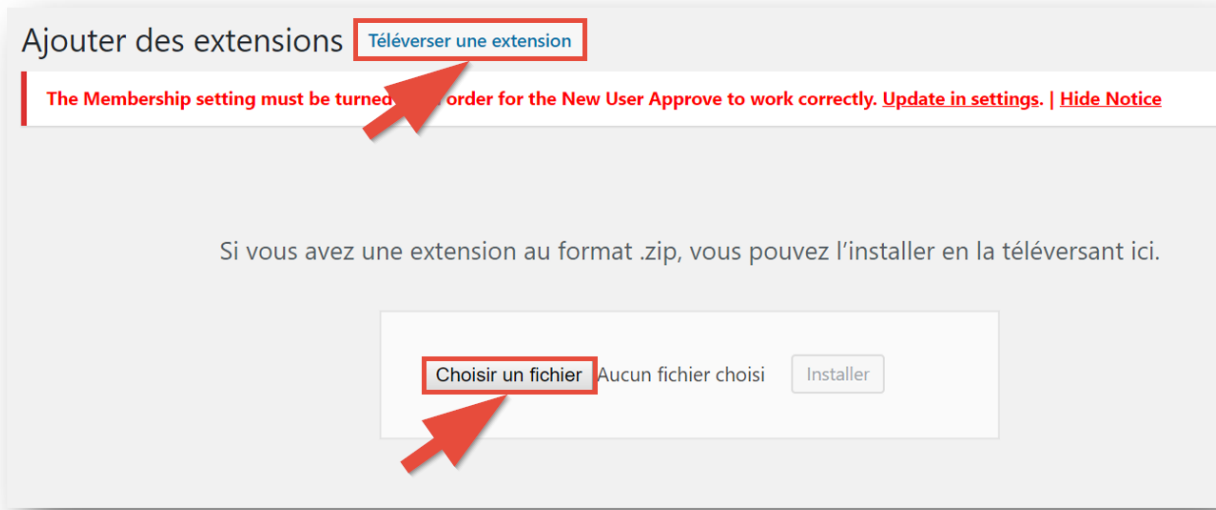 Ajouter des extensions Téléverser une extension
The Membership setting must be turned order for the New User Approve to work correctly. Update in settings. | Hide Notice
Si vous avez une extension au format .zip, vous pouvez l’installer en la téléversant ici.
Choisir un fichier Aucun fichier choisi Installer